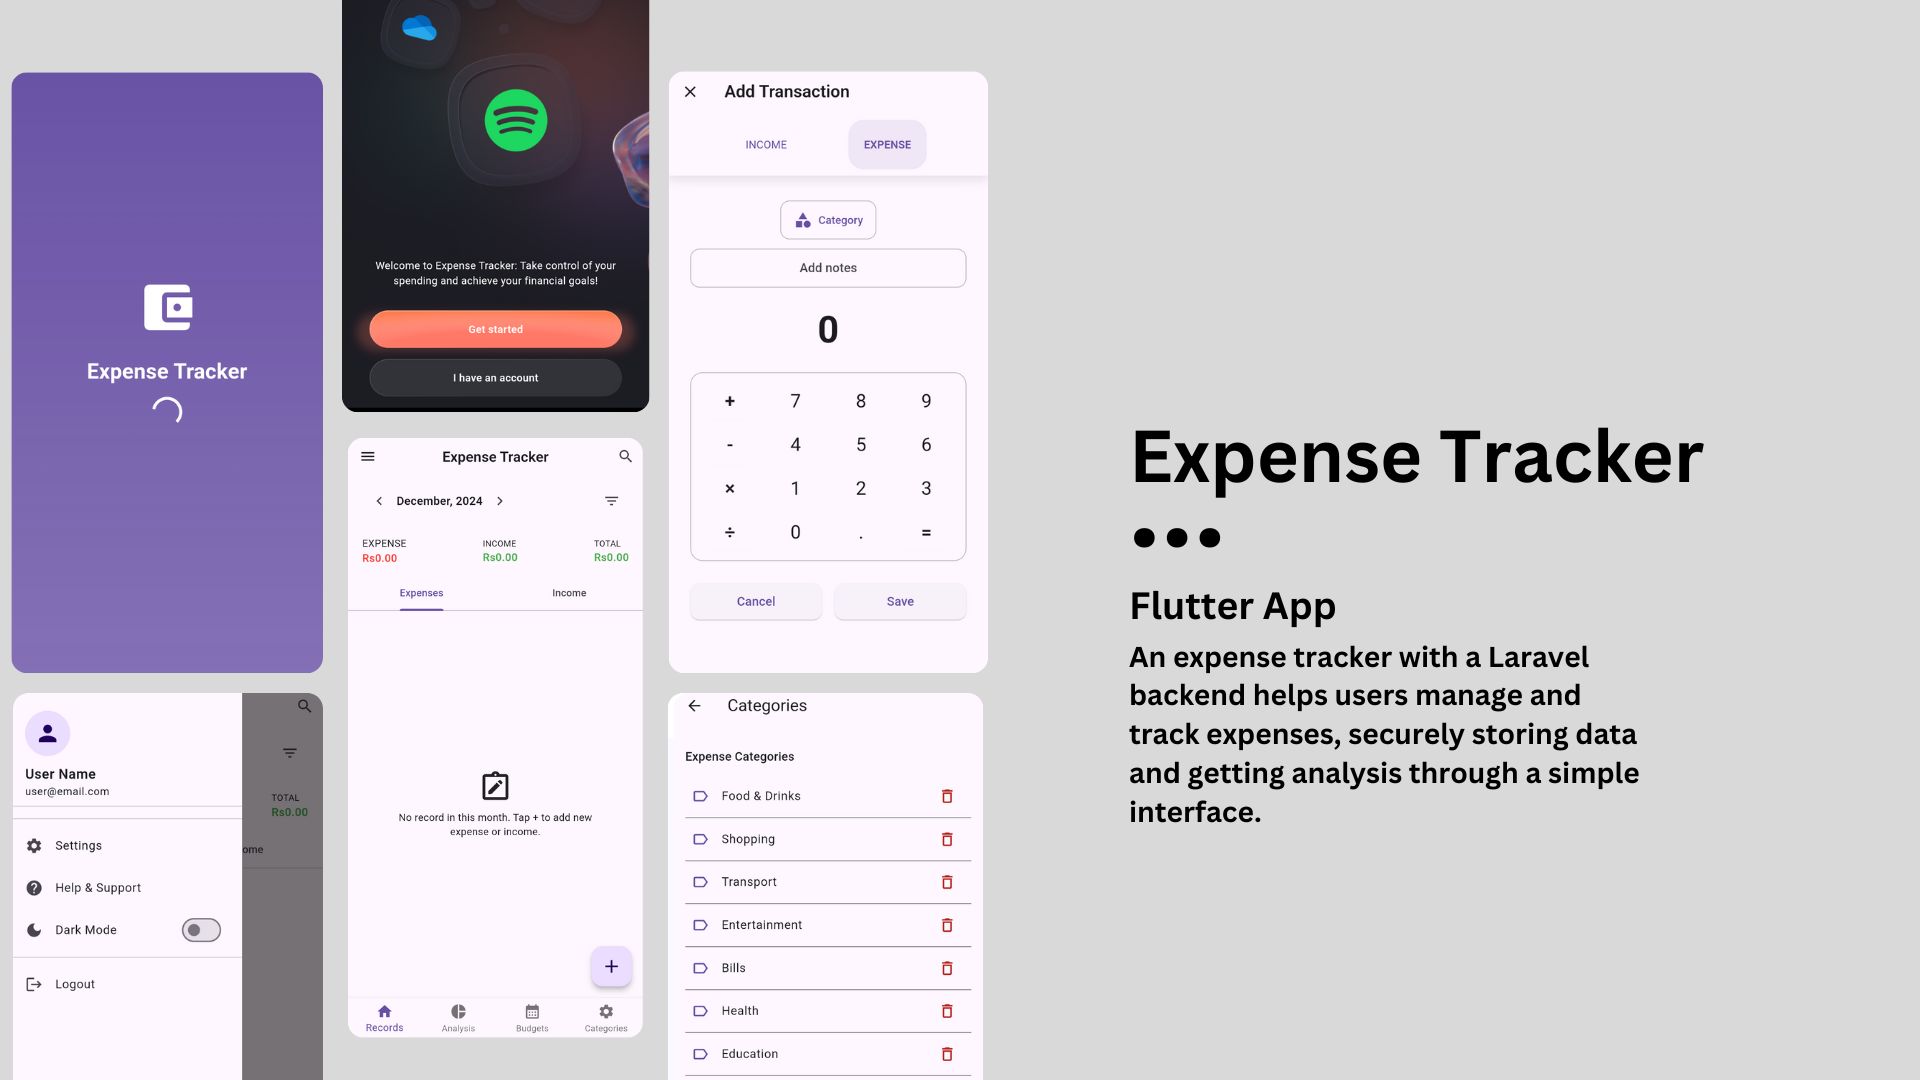 Expense Tracker
Welcome to Expense Tracker: Take control of your
spending and achieve your financial goals!
Get started
I have an account
Add Transaction
INCOME
EXPENSE
Category
Add notes
0
+ 7 8 9
- 4 5 6
× 1 2 3
÷ 0 . =
Cancel
Save
Expense Tracker
December, 2024
EXPENSE INCOME TOTAL
Rs0.00 Rs0.00 Rs0.00
Expenses
Income
No record in this month. Tap + to add new
expense or income.
+
Records
Analysis
Budgets
Categories
User Name
user@email.com
Settings
Help & Support
Dark Mode
Logout
TOTAL
Rs0.00
ome
Categories
Expense Categories
Food & Drinks
Shopping
Transport
Entertainment
Bills
Health
Education
Expense Tracker
Flutter App
An expense tracker with a Laravel
backend helps users manage and
track expenses, securely storing data
and getting analysis through a simple
interface.